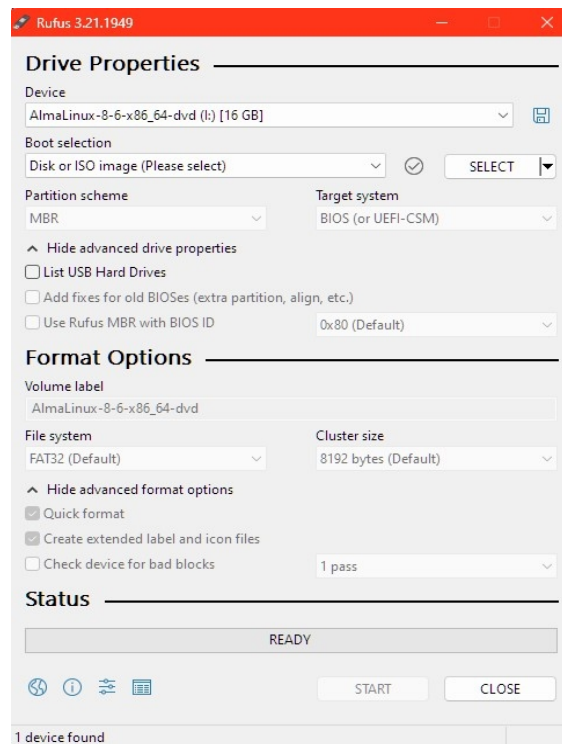 Rufus 3.21.1949
Drive Properties
Device
AlmaLinux-8-6-x86_64-dvd (I:) [16 GB]
Boot selection
Disk or ISO image (Please select)
SELECT
Partition scheme
Target system
MBR
BIOS (or UEFI-CSM)
Hide advanced drive properties
List USB Hard Drives
Add fixes for old BIOSes (extra partition, align, etc.)
Use Rufus MBR with BIOS ID
0x80 (Default)
Format Options
Volume label
AlmaLinux-8-6-x86_64-dvd
File system
Cluster size
FAT32 (Default)
8192 bytes (Default)
Hide advanced format options
Quick format
Create extended label and icon files
Check device for bad blocks
1 pass
Status
READY
START
CLOSE
1 device found